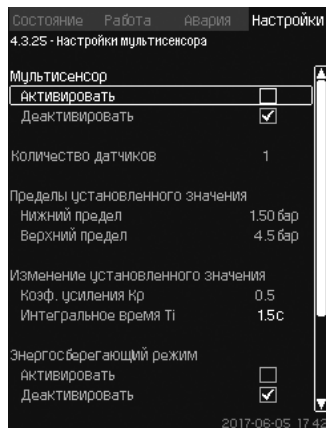 Состояние Работа Авария Настройки
4.3.25 - Настройки мультисенсора
Мультисенсор
Активировать
Деактивировать
Количество датчиков 1
Пределы установленного значения
Нижний предел 1.50 бар
Верхний предел 4.5 бар
Изменение установленного значения
Коэф. усиления Kp 0.5
Интегральное время Ti 1.5с
Энергосберегающий режим
Активировать
Деактивировать
2017-06-05 17:42